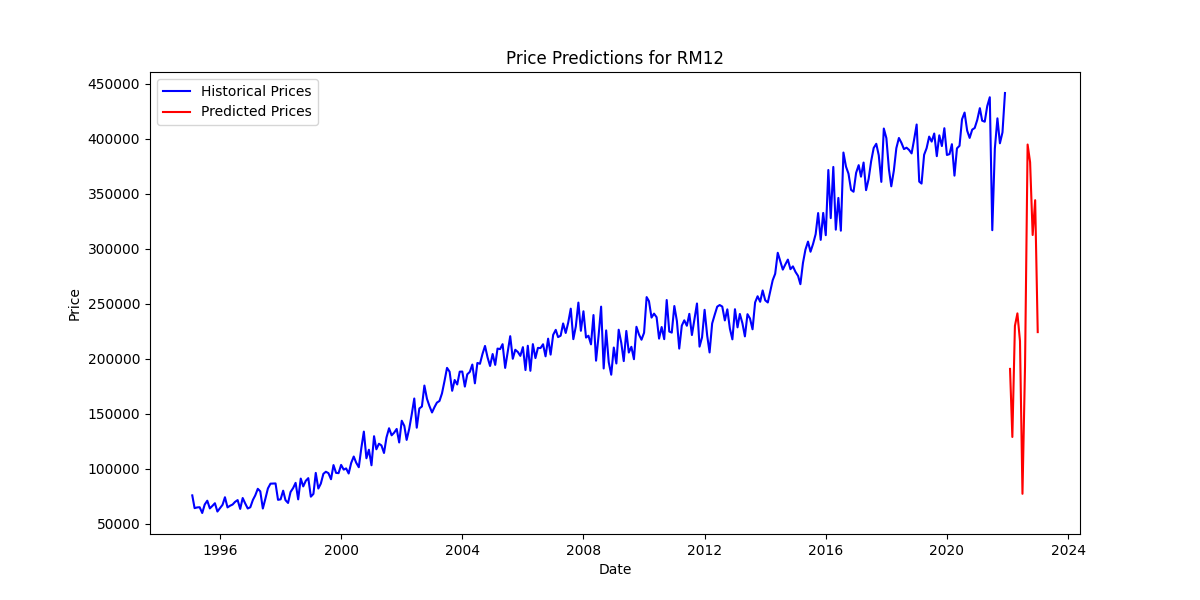 Price Predictions for RM12
Historical Prices
Predicted Prices
450000
400000
350000
300000
250000
200000
150000
100000
50000
Price
1996 2000 2004 2008 2012 2016 2020 2024
Date